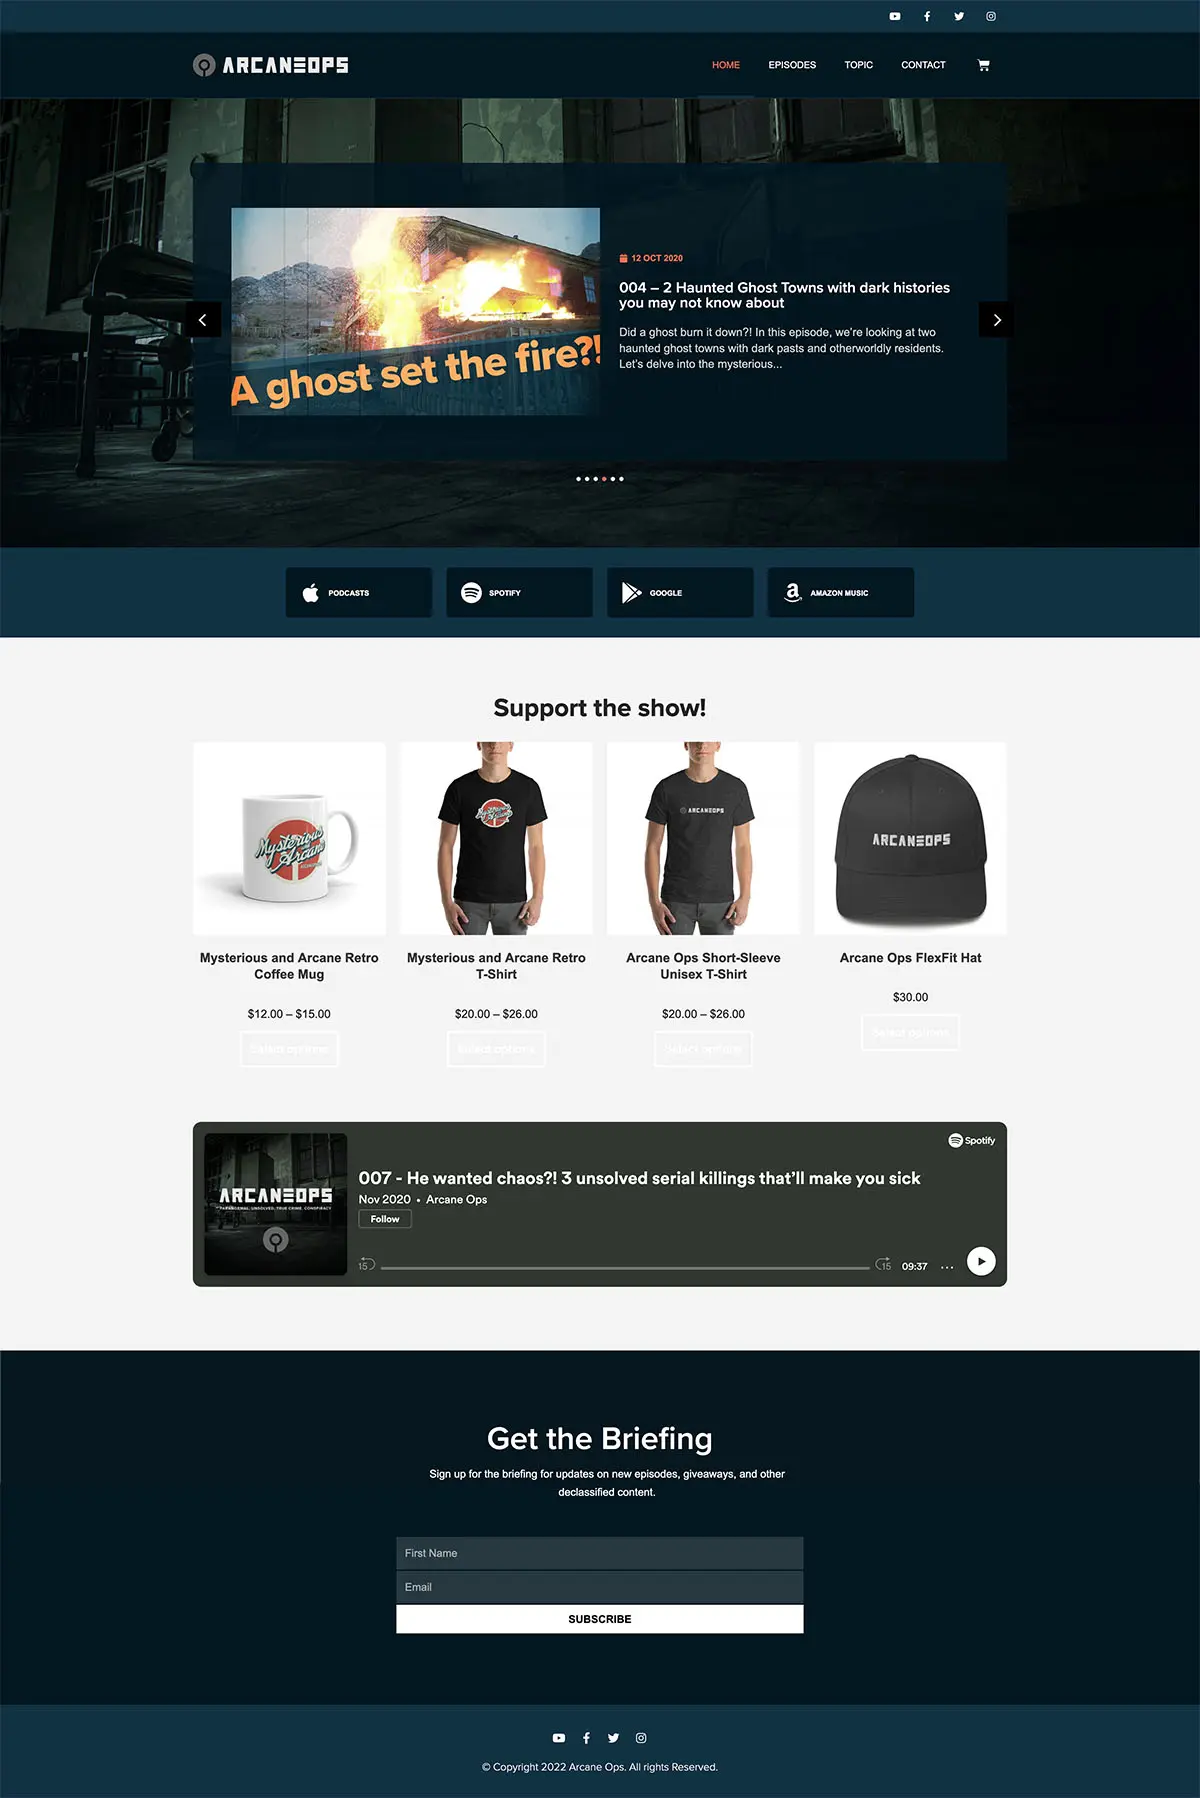 ARCANEOPS
HOME
EPISODES
TOPIC
CONTACT
12 OCT 2020
004 – 2 Haunted Ghost Towns with dark histories
you may not know about
Did a ghost burn it down?! In this episode, we're looking at two
haunted ghost towns with dark pasts and otherworldly residents.
Let's delve into the mysterious...
A ghost set the fire?!
PODCASTS
SPOTIFY
GOOGLE
AMAZON MUSIC
Support the show!
Mysterious
Arcane
Mysterious
Arcane
ARCANEOPS
ARCANEOPS
Mysterious and Arcane Retro
Coffee Mug
$12.00 – $15.00
Select options
Mysterious and Arcane Retro
T-Shirt
$20.00 – $26.00
Select options
Arcane Ops Short-Sleeve
Unisex T-Shirt
$20.00 – $26.00
Select options
Arcane Ops FlexFit Hat
$30.00
Select options
Spotify
ARCANEOPS
PARANORMAL. UNSOLVED. TRUE CRIME. CONSPIRACY
007 - He wanted chaos?! 3 unsolved serial killings that'll make you sick
Nov 2020 • Arcane Ops
Follow
15
15
09:37
Get the Briefing
Sign up for the briefing for updates on new episodes, giveaways, and other
declassified content.
First Name
Email
SUBSCRIBE
© Copyright 2022 Arcane Ops. All rights Reserved.